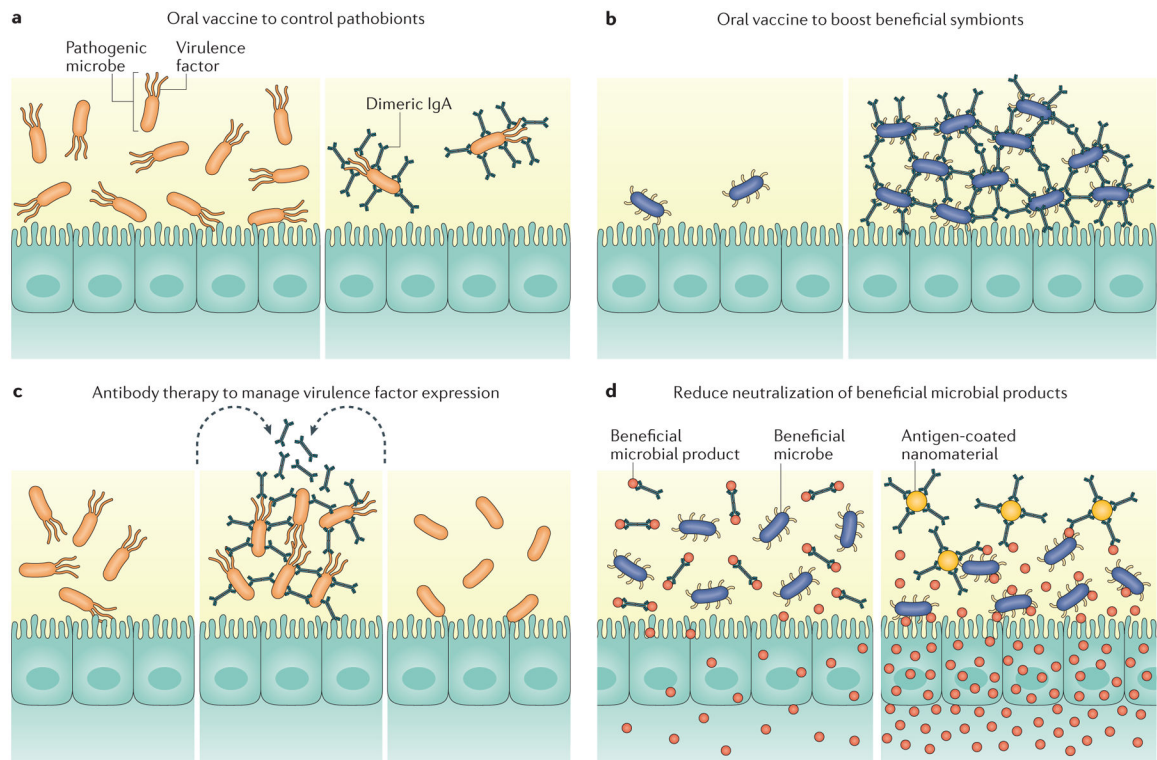 a Oral vaccine to control pathobionts
Pathogenic
microbe
Virulence
factor
Dimeric IgA
b Oral vaccine to boost beneficial symbionts
c Antibody therapy to manage virulence factor expression
d Reduce neutralization of beneficial microbial products
Beneficial
microbial product
Beneficial
microbe
Antigen-coated
nanomaterial